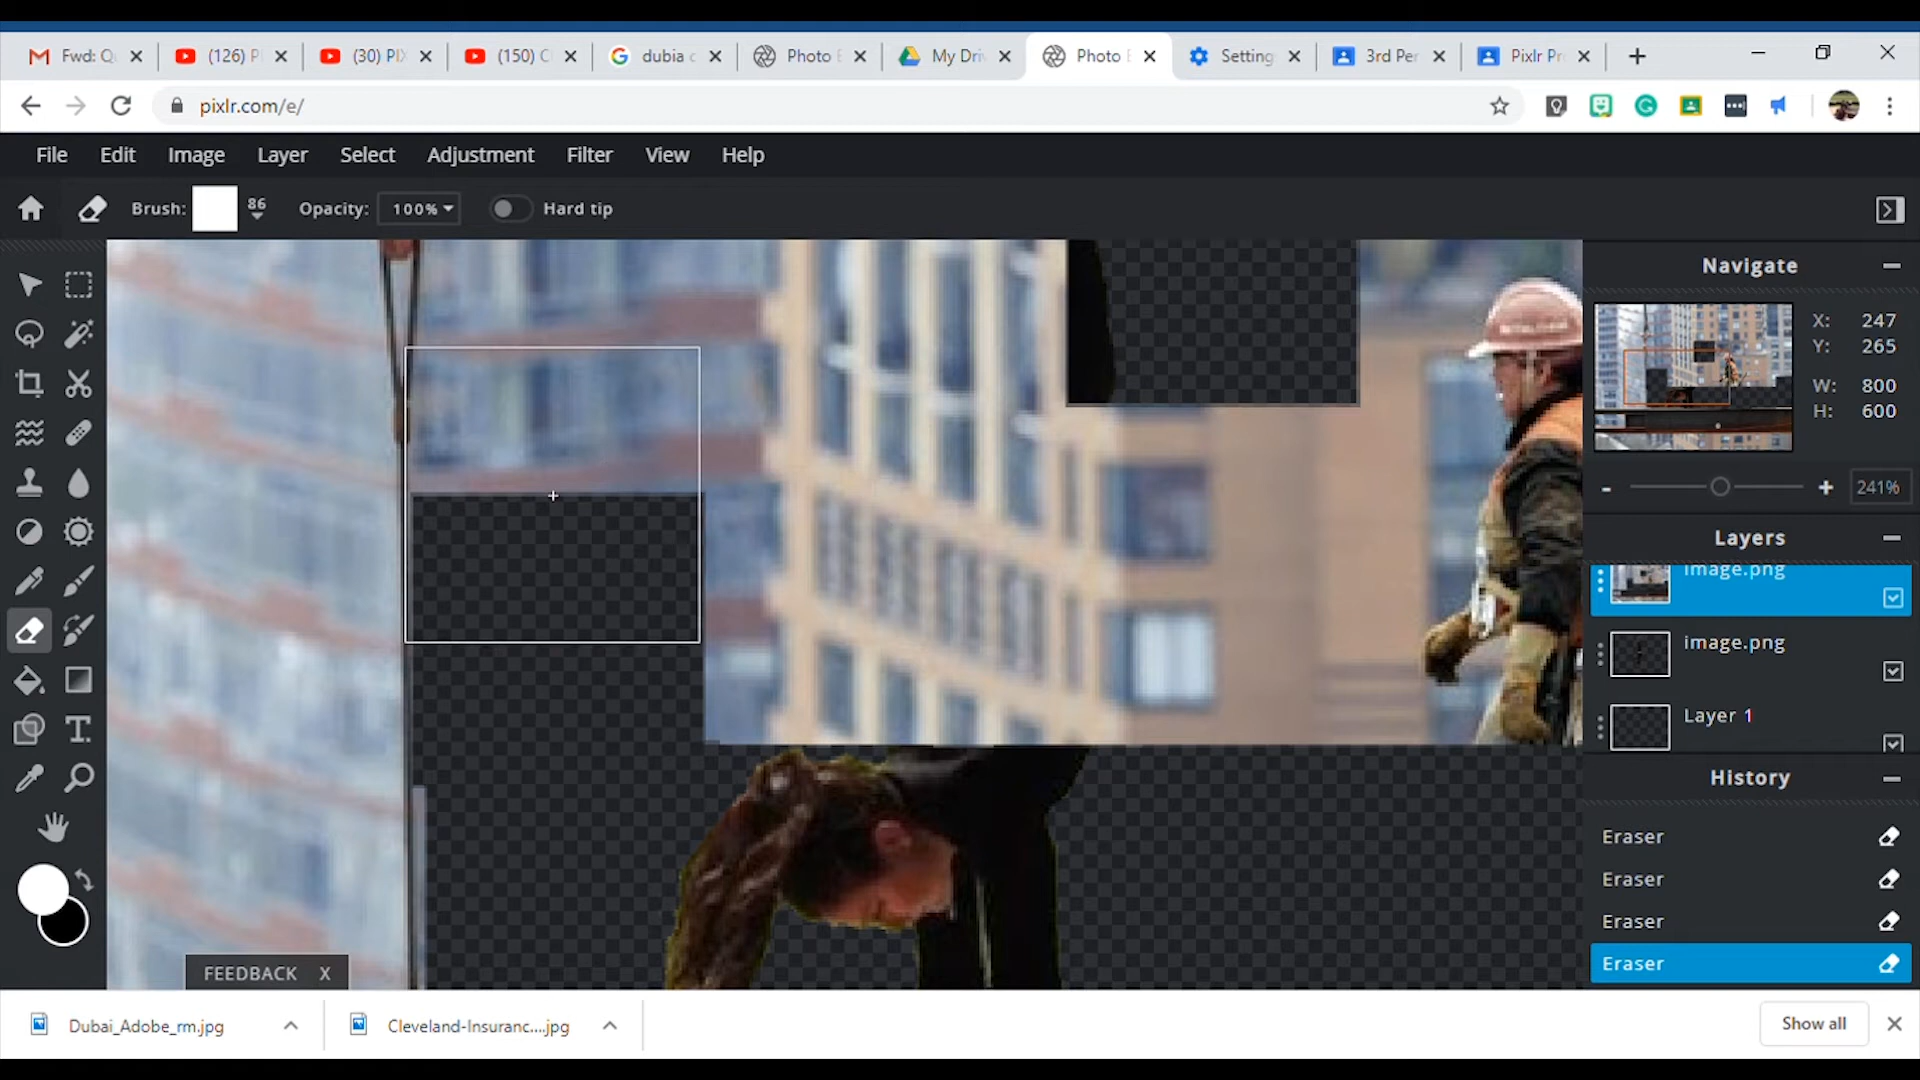 Fwd: Q
(126) P
(30) PIX
(150) C
dubia c
Photo E
My Driv
Photo E
Setting
3rd Per
Pixlr Pr
pixlr.com/e/
File Edit Image Layer Select Adjustment Filter View Help
Brush: 86 Opacity: 100% Hard tip
Navigate
X: 247
Y: 265
W: 800
H: 600
- + 241%
Layers
image.png
image.png
Layer 1
History
Eraser
Eraser
Eraser
Eraser
FEEDBACK X
Dubai_Adobe_rm.jpg
Cleveland-Insuranc....jpg
Show all